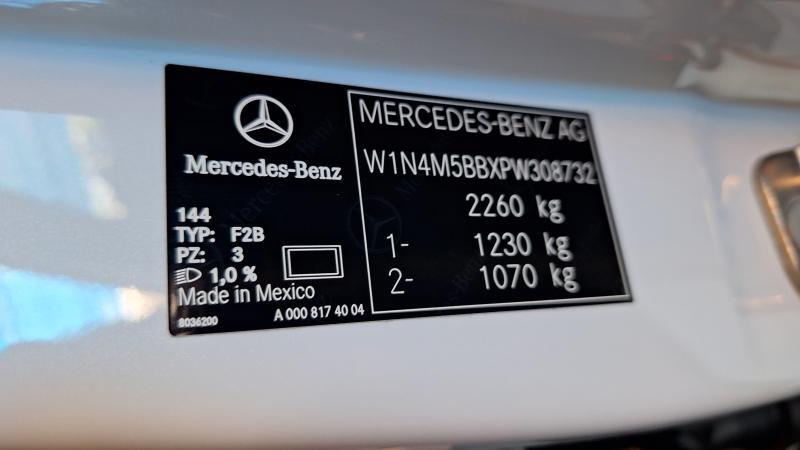 Mercedes-Benz
144
TYP: F2B
PZ: 3
1,0 %
Made in Mexico
8036200
A 000 817 40 04
MERCEDES-BENZ AG
W1N4M5BBXPW308732
2260 kg
1- 1230 kg
2- 1070 kg